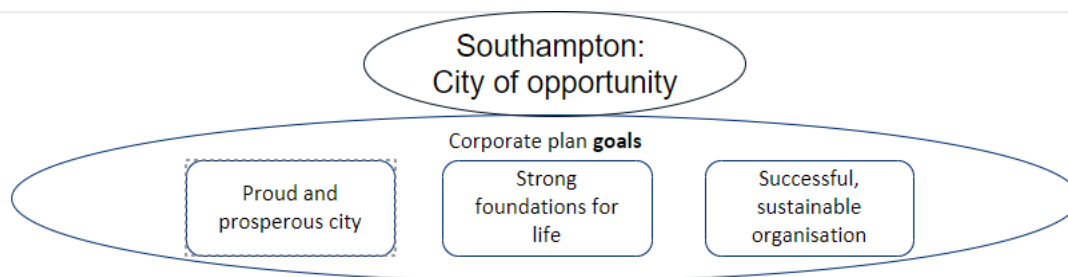 Southampton:
City of opportunity
Corporate plan goals
Proud and
prosperous city
Strong
foundations for
life
Successful,
sustainable
organisation